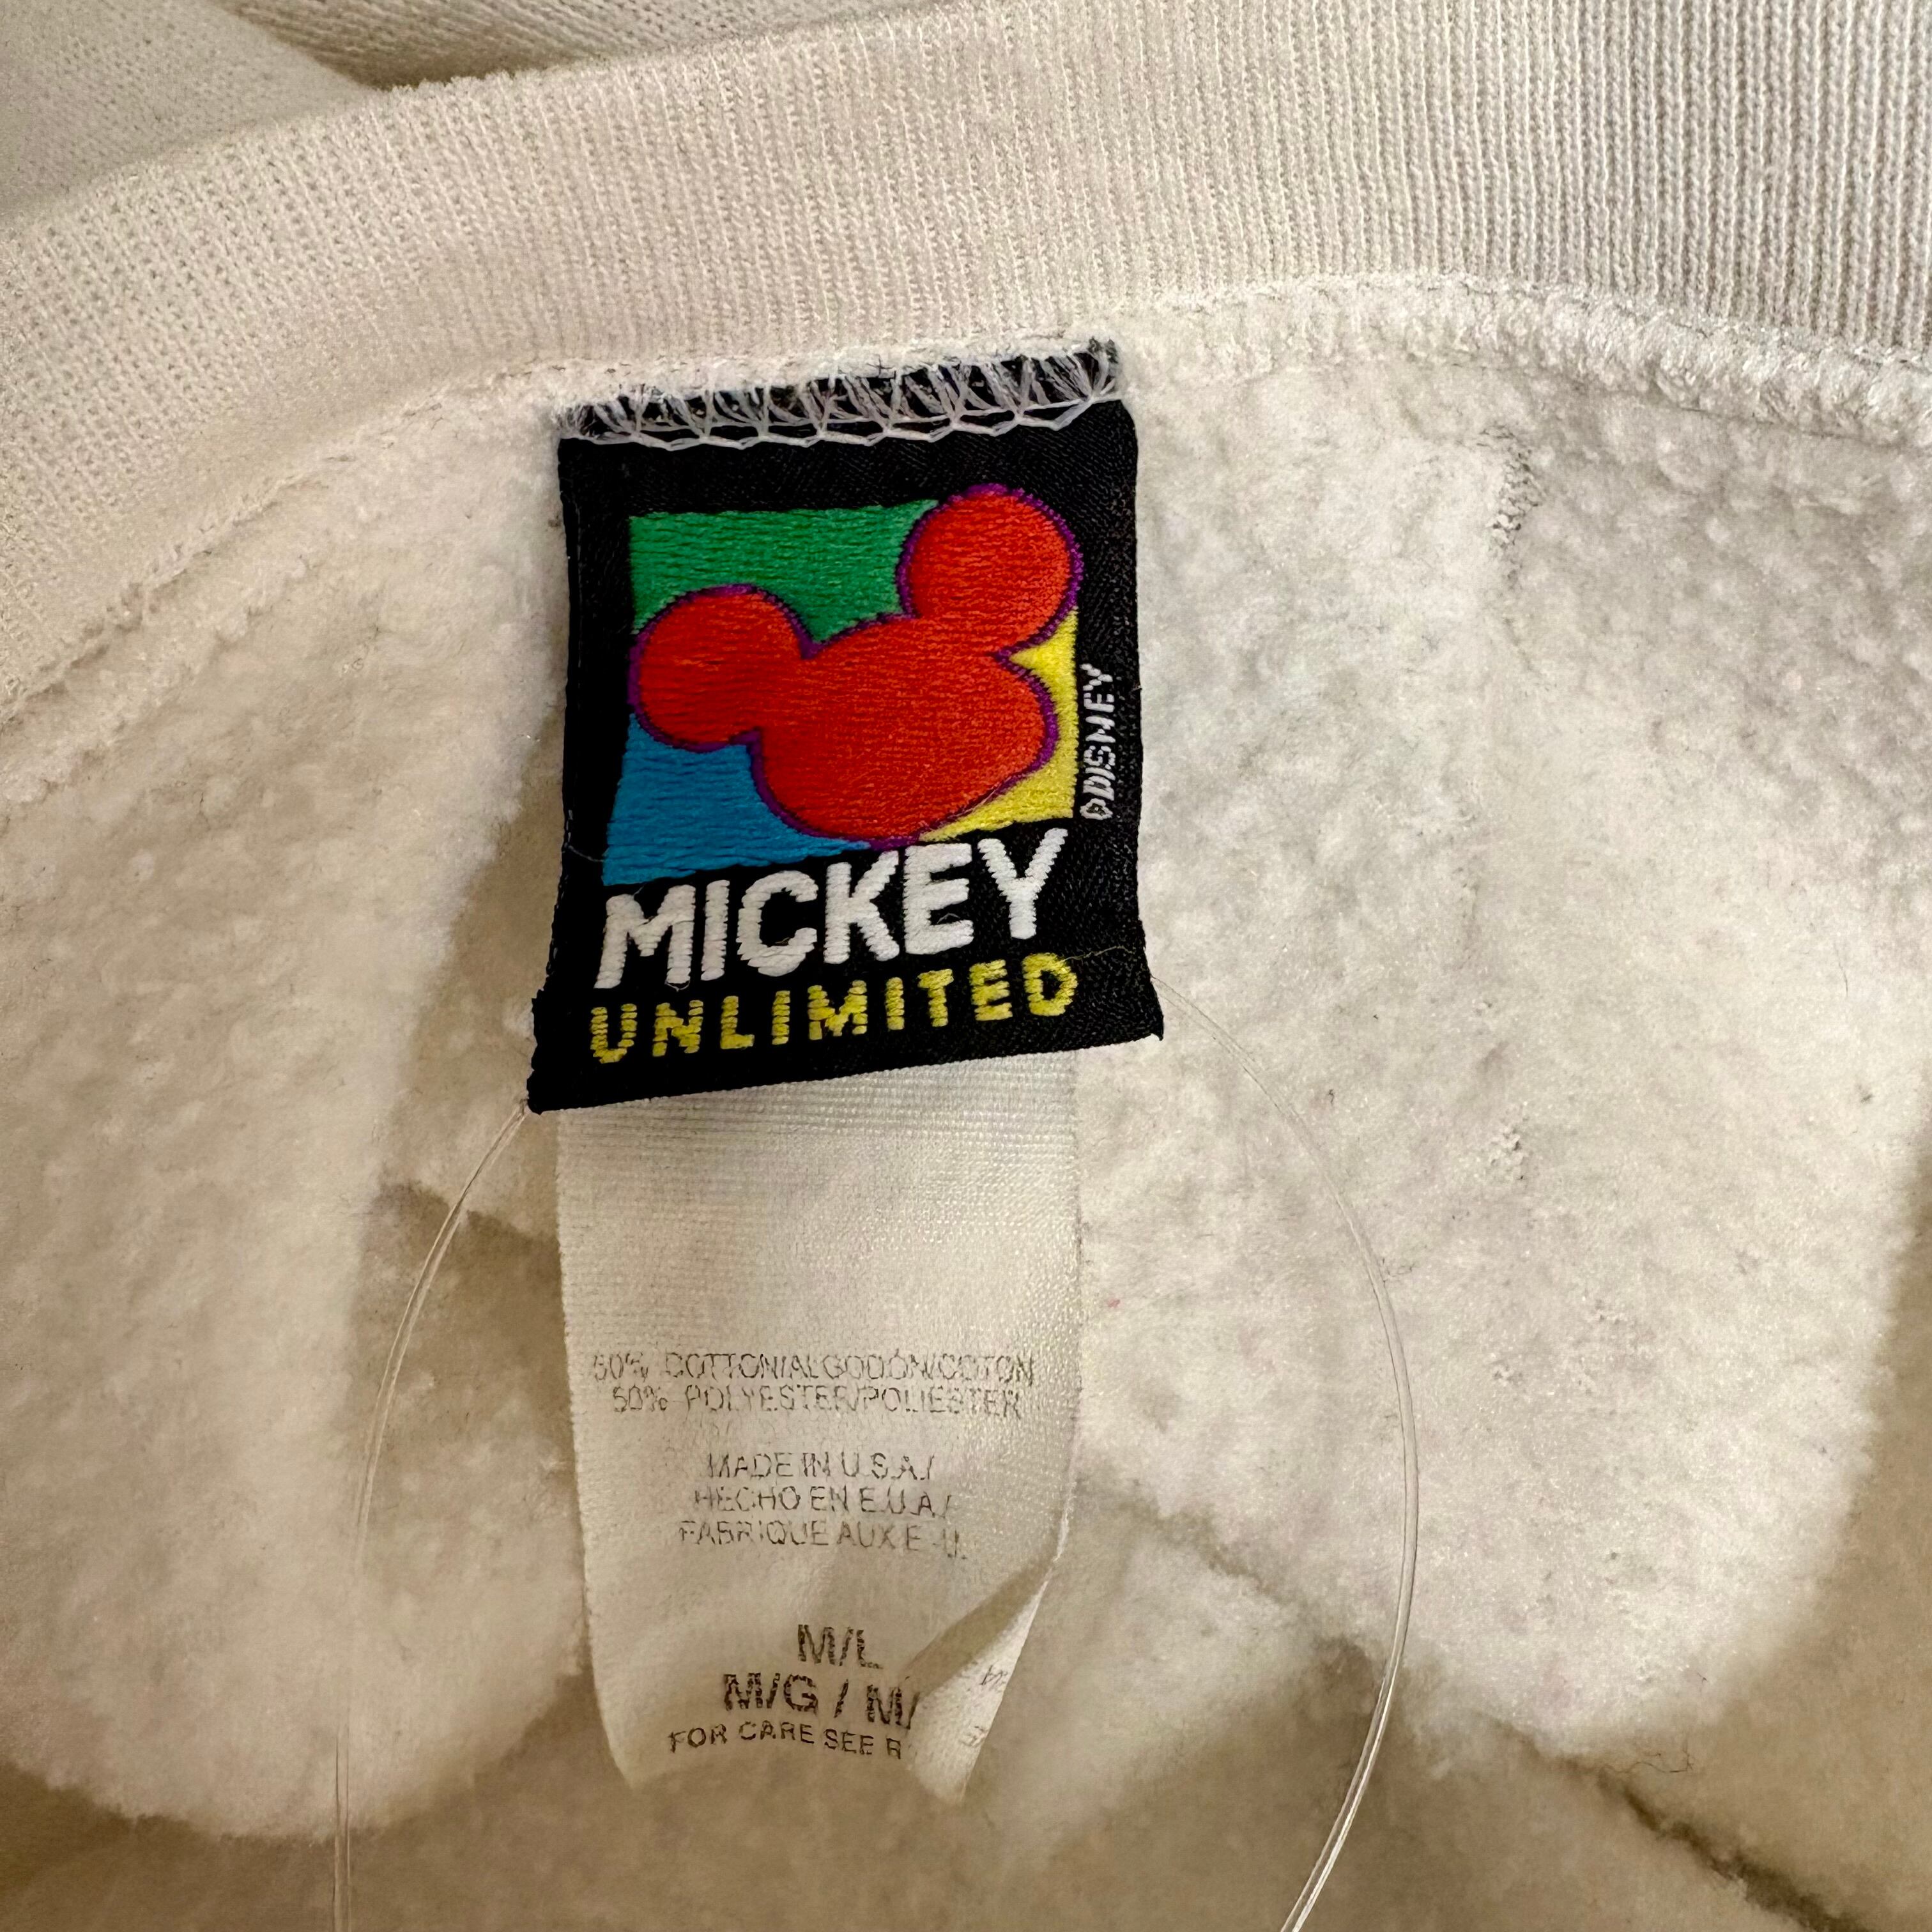 ©DISNEY
MICKEY
UNLIMITED
50% COTTON/ALGODÓN/COTON
50% POLYESTER/POLIESTER
MADE IN U.S.A./
HECHO EN E.U.A./
FABRIQUE AUX E.-U.
M/L
M/G / M/
FOR CARE SEE